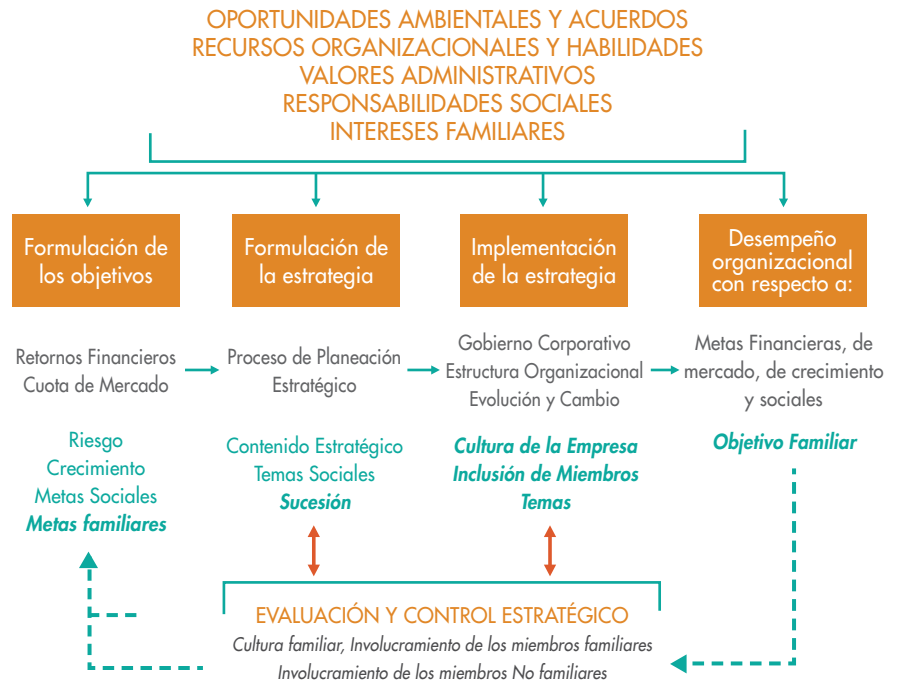 OPORTUNIDADES AMBIENTALES Y ACUERDOS
RECURSOS ORGANIZACIONALES Y HABILIDADES
VALORES ADMINISTRATIVOS
RESPONSABILIDADES SOCIALES
INTERESES FAMILIARES
Formulación de
los objetivos
Formulación de
la estrategia
Implementación
de la estrategia
Desempeño
organizacional
con respecto a:
Retornos Financieros
Cuota de Mercado
Proceso de Planeación
Estratégico
Gobierno Corporativo
Estructura Organizacional
Evolución y Cambio
Metas Financieras, de
mercado, de crecimiento
y sociales
Riesgo
Crecimiento
Metas Sociales
Metas familiares
Contenido Estratégico
Temas Sociales
Sucesión
Cultura de la Empresa
Inclusión de Miembros
Temas
Objetivo Familiar
EVALUACIÓN Y CONTROL ESTRATÉGICO
Cultura familiar, Involucramiento de los miembros familiares
Involucramiento de los miembros No familiares